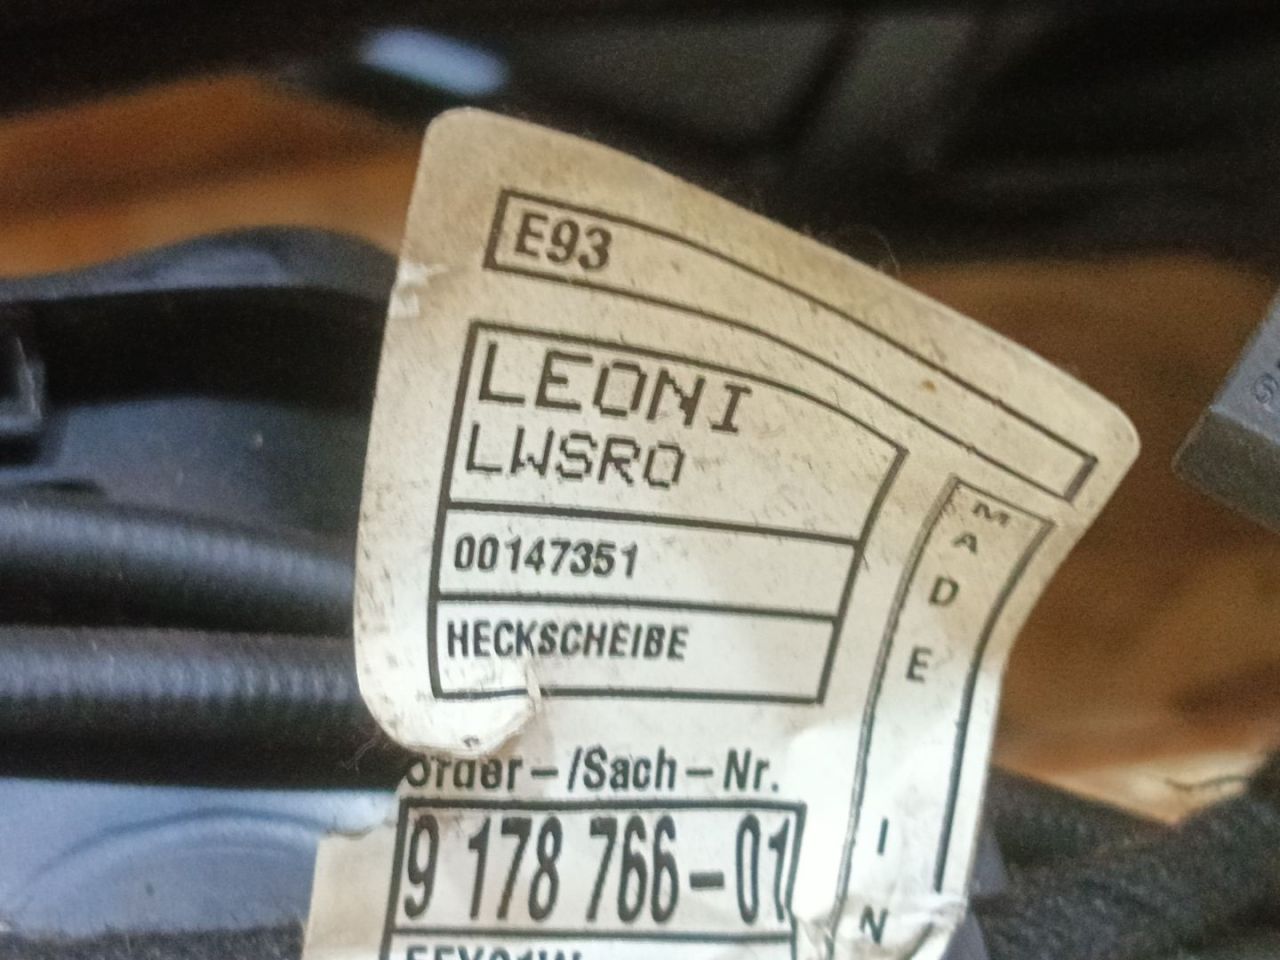 E93
LEONI
LWSRO
00147351
HECKSCHEIBE
Order-/Sach-Nr.
9 178 766-01
MADE IN